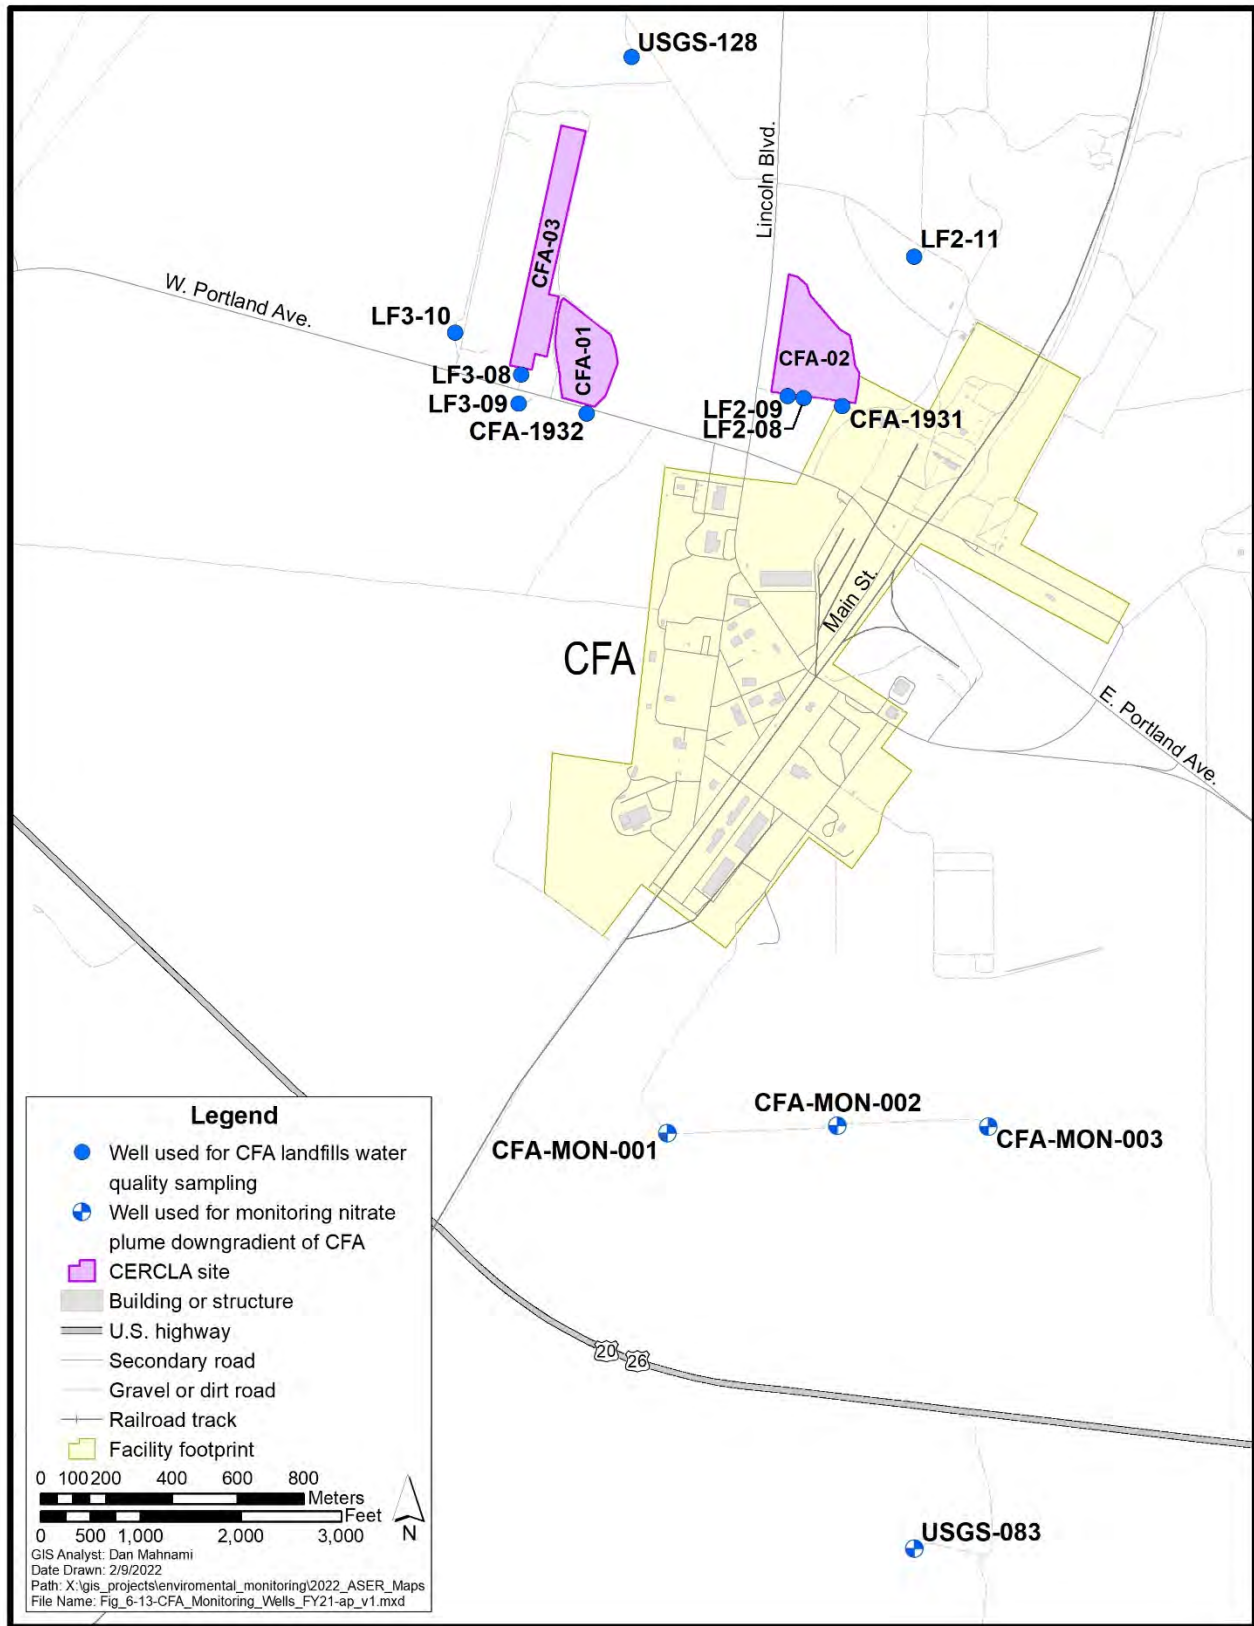 USGS-128
Lincoln Blvd.
LF2-11
CFA-03
W. Portland Ave.
LF3-10
CFA-01
CFA-02
LF3-08
LF3-09
CFA-1932
LF2-09
LF2-08
CFA-1931
Main St.
CFA
E. Portland Ave.
CFA-MON-002
CFA-MON-001
CFA-MON-003
20
26
USGS-083
Legend
Well used for CFA landfills water
quality sampling
Well used for monitoring nitrate
plume downgradient of CFA
CERCLA site
Building or structure
U.S. highway
Secondary road
Gravel or dirt road
Railroad track
Facility footprint
0 100 200 400 600 800
Meters
Feet
0 500 1,000 2,000 3,000
N
GIS Analyst: Dan Mahnami
Date Drawn: 2/9/2022
Path: X:\gis_projects\enviromental_monitoring\2022_ASER_Maps
File Name: Fig_6-13-CFA_Monitoring_Wells_FY21-ap_v1.mxd